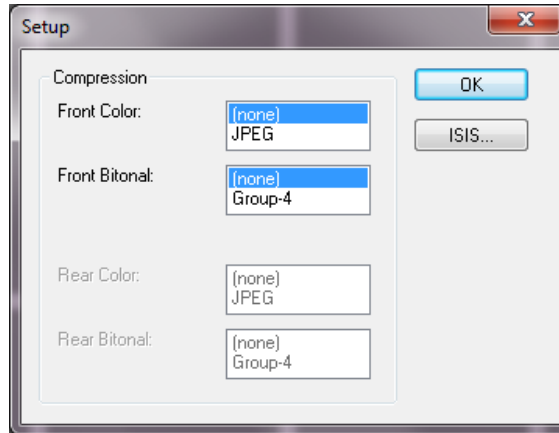 Setup
Compression
Front Color:
(none)
JPEG
Front Bitonal:
(none)
Group-4
Rear Color:
(none)
JPEG
Rear Bitonal:
(none)
Group-4
OK
ISIS...